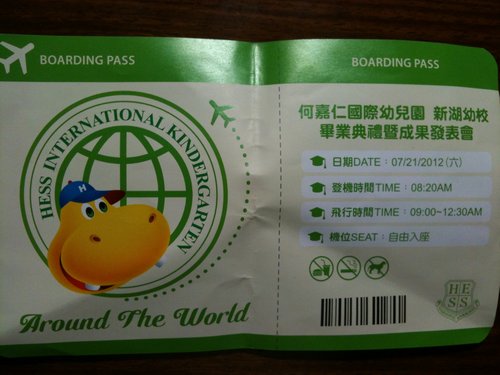 BOARDING PASS
BOARDING PASS
HESS INTERNATIONAL KINDERGARTEN
H
Around The World
何嘉仁國際幼兒園 新湖幼校
畢業典禮暨成果發表會
日期DATE：07/21/2012 (六)
登機時間TIME：08:20AM
飛行時間TIME：09:00~12:30AM
機位SEAT：自由入座
HE
SS